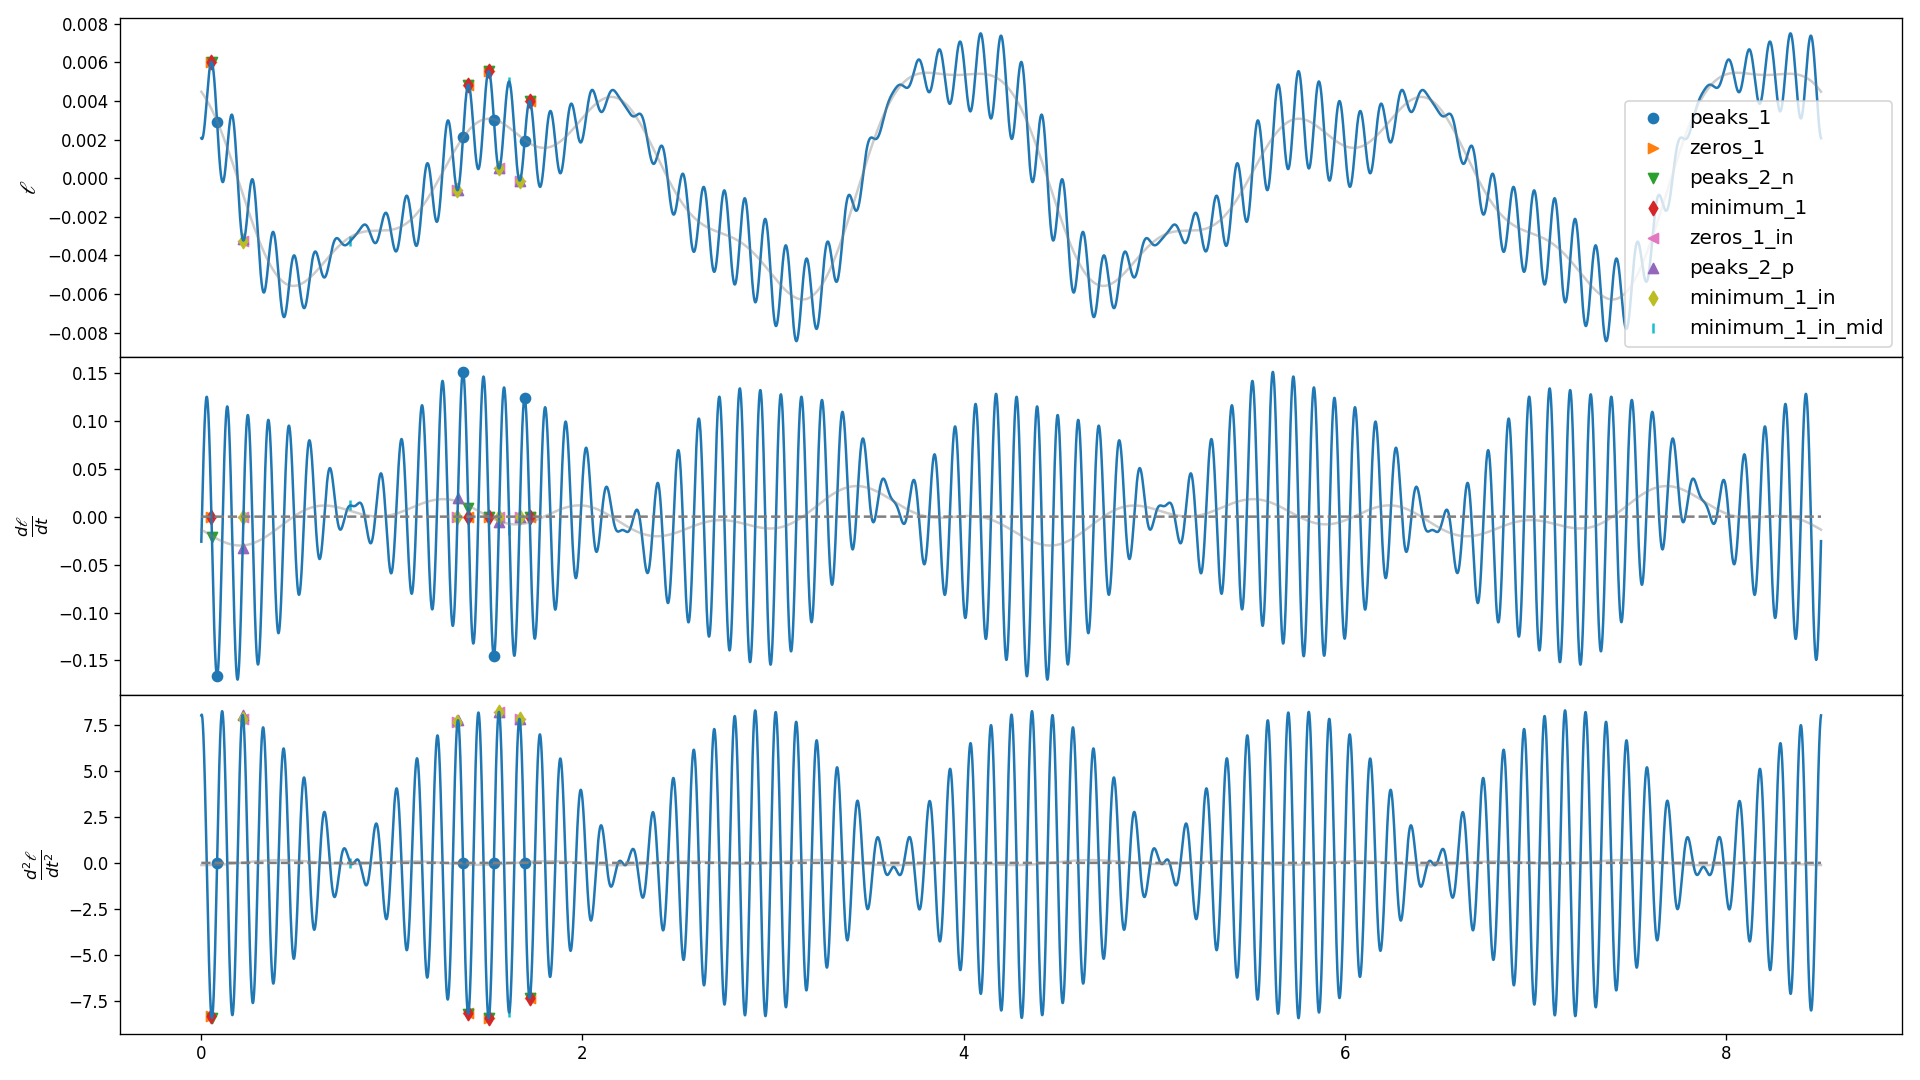 0.008
0.006
0.004
0.002
0.000
−0.002
−0.004
−0.006
−0.008
ℓ
peaks_1
zeros_1
peaks_2_n
minimum_1
zeros_1_in
peaks_2_p
minimum_1_in
minimum_1_in_mid
0.15
0.10
0.05
0.00
−0.05
−0.10
−0.15
dℓ/dt
7.5
5.0
2.5
0.0
−2.5
−5.0
−7.5
d²ℓ/dt²
0 2 4 6 8